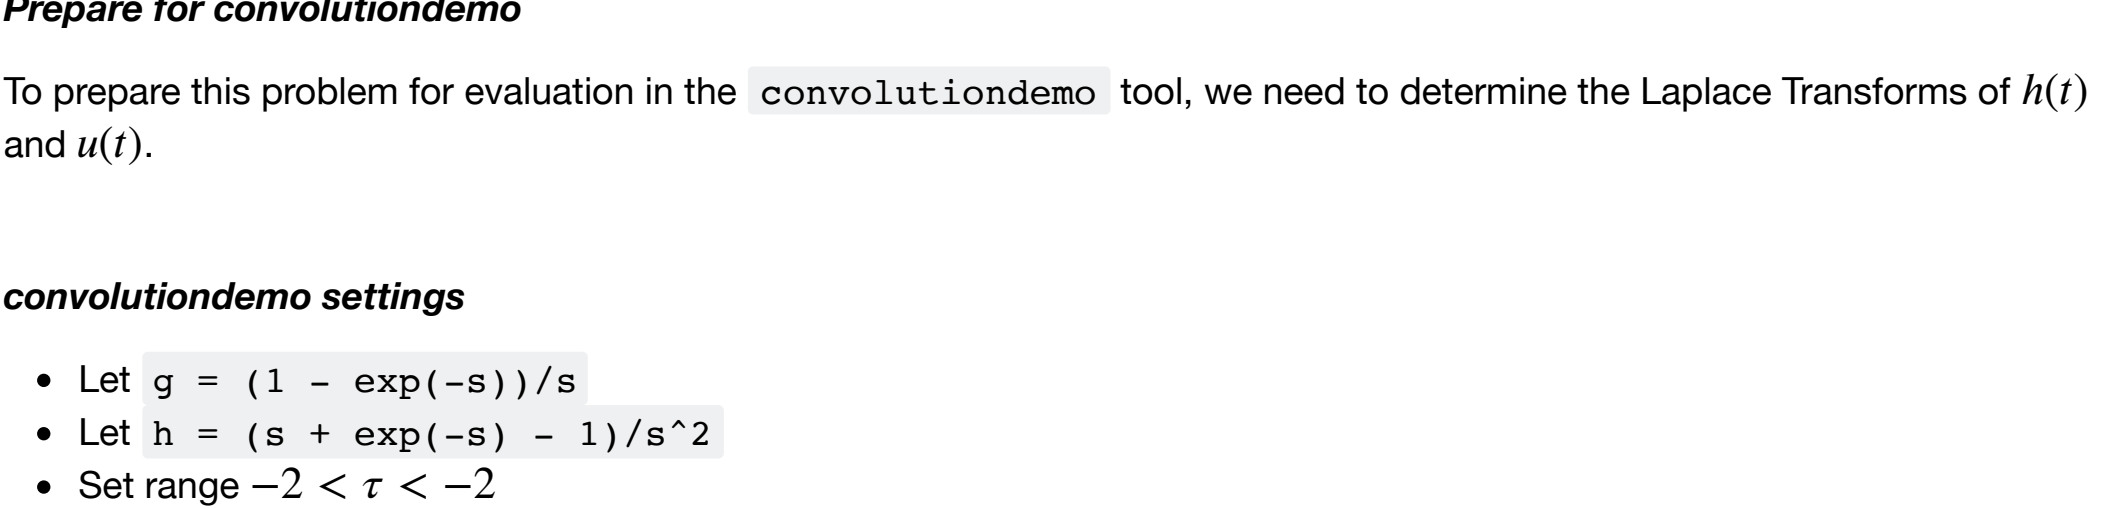 Prepare for convolutiondemo
To prepare this problem for evaluation in the convolutiondemo tool, we need to determine the Laplace Transforms of h(t)
and u(t).
convolutiondemo settings
• Let g = (1 - exp(-s))/s
• Let h = (s + exp(-s) - 1)/s^2
• Set range −2 < τ < −2